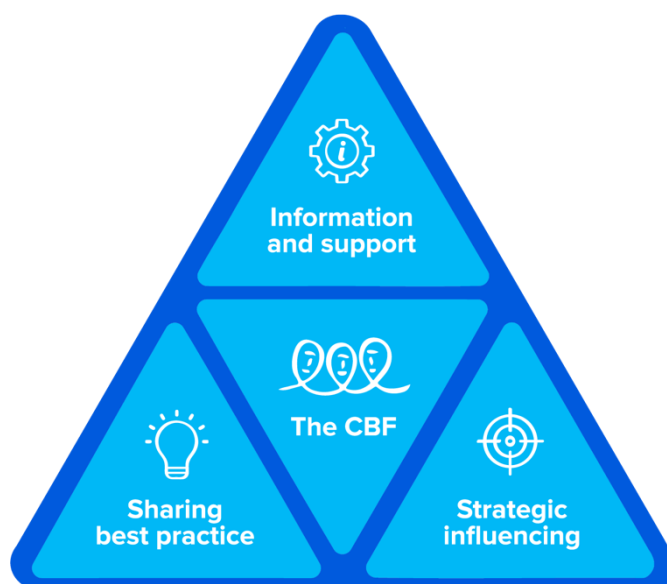 Information
and support
The CBF
Sharing
best practice
Strategic
influencing